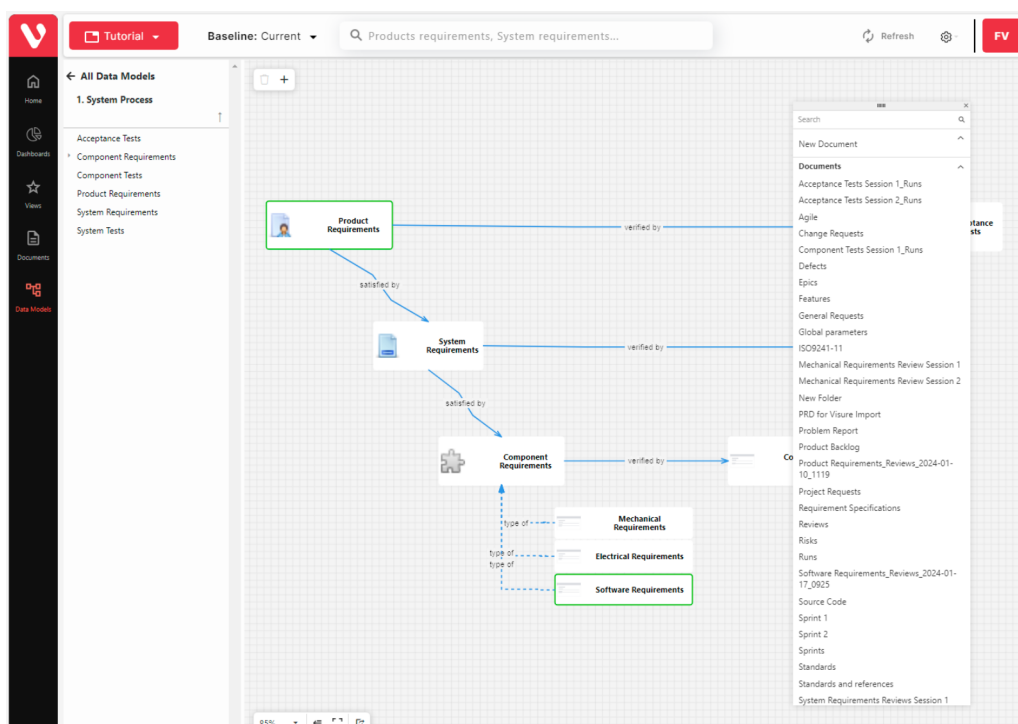 Tutorial
Baseline: Current
Products requirements, System requirements...
Refresh
FV
Home
Dashboards
Views
Documents
Data Models
All Data Models
1. System Process
Acceptance Tests
Component Requirements
Component Tests
Product Requirements
System Requirements
System Tests
Product
Requirements
verified by
satisfied by
System
Requirements
verified by
satisfied by
Component
Requirements
verified by
Co
type of
Mechanical
Requirements
type of
Electrical Requirements
type of
Software Requirements
tance
sts
Search
New Document
Documents
Acceptance Tests Session 1_Runs
Acceptance Tests Session 2_Runs
Agile
Change Requests
Component Tests Session 1_Runs
Defects
Epics
Features
General Requests
Global parameters
ISO9241-11
Mechanical Requirements Review Session 1
Mechanical Requirements Review Session 2
New Folder
PRD for Visure Import
Problem Report
Product Backlog
Product Requirements_Reviews_2024-01-
10_1119
Project Requests
Requirement Specifications
Reviews
Risks
Runs
Software Requirements_Reviews_2024-01-
17_0925
Source Code
Sprint 1
Sprint 2
Sprints
Standards
Standards and references
System Requirements Reviews Session 1
85%